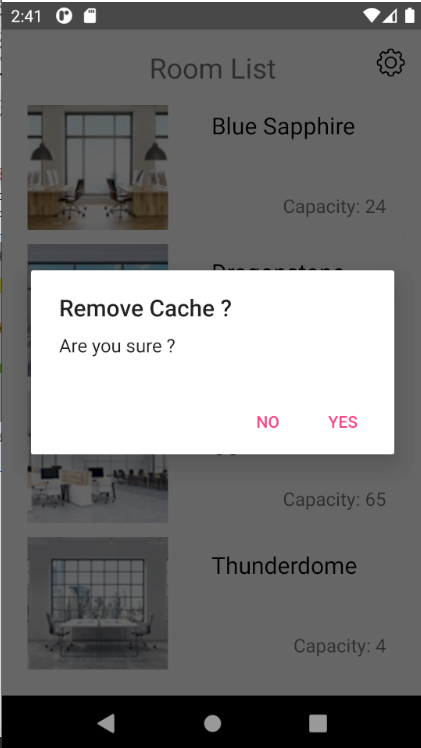 2:41
Room List
Blue Sapphire
Capacity: 24
Remove Cache ?
Are you sure ?
NO
YES
Capacity: 65
Thunderdome
Capacity: 4